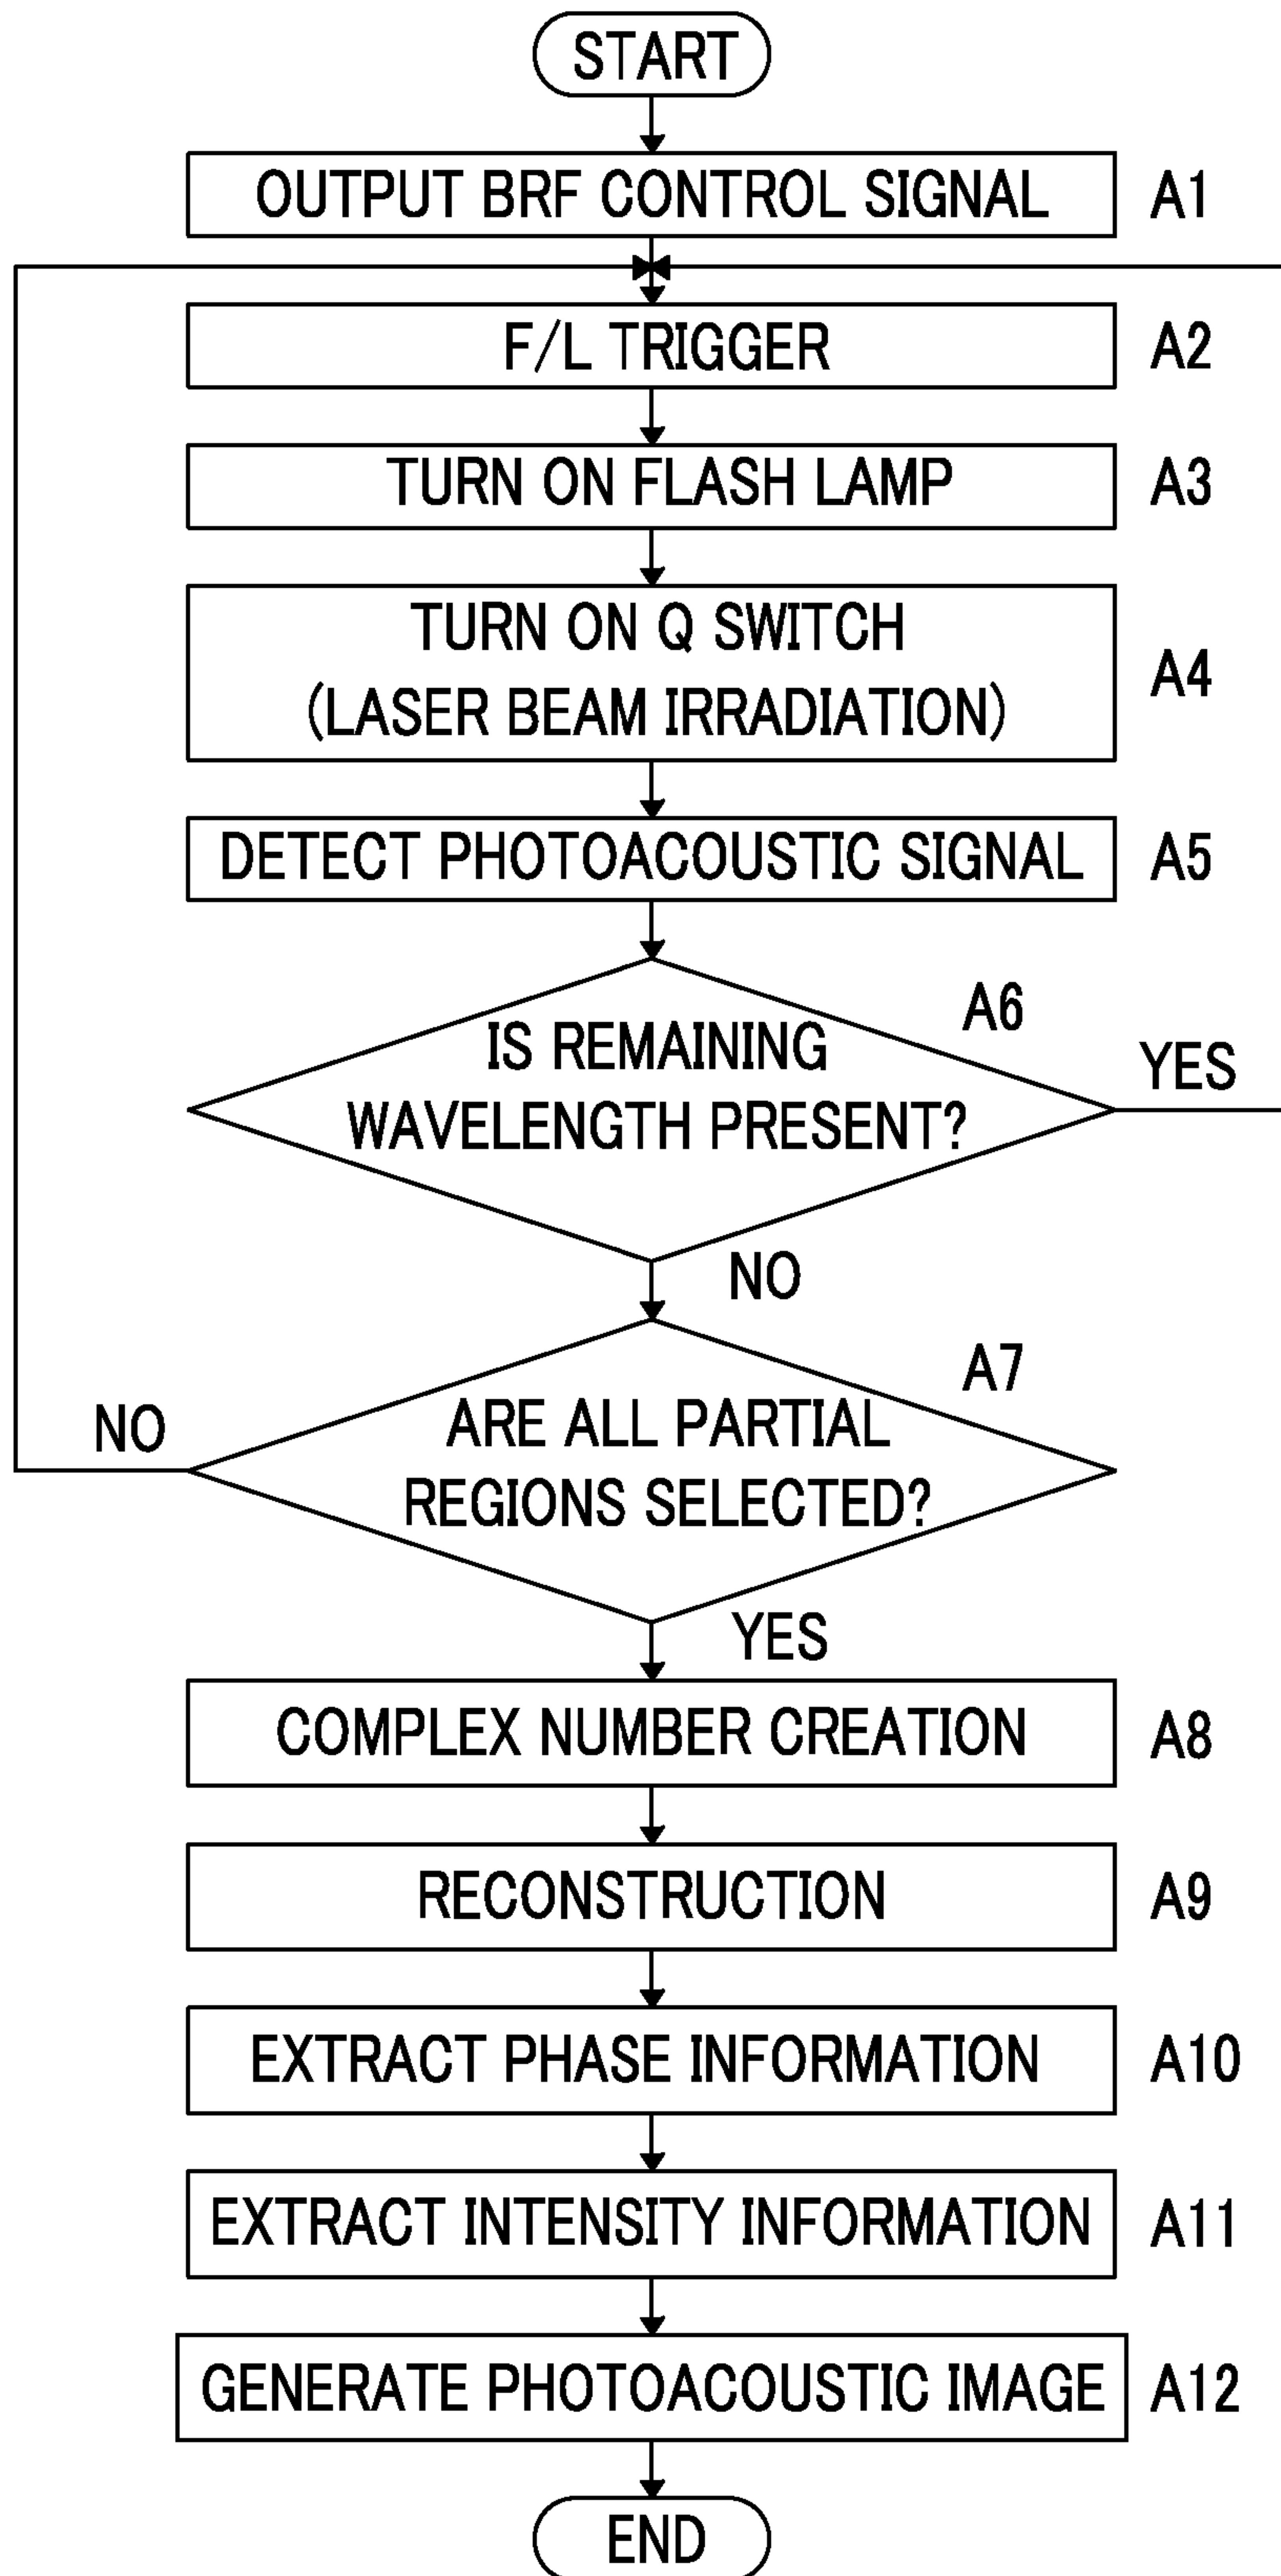 START
OUTPUT BRF CONTROL SIGNAL A1
F/L TRIGGER A2
TURN ON FLASH LAMP A3
TURN ON Q SWITCH
(LASER BEAM IRRADIATION)
A4
DETECT PHOTOACOUSTIC SIGNAL A5
A6
IS REMAINING
WAVELENGTH PRESENT?
YES
NO
A7
ARE ALL PARTIAL
REGIONS SELECTED?
NO
YES
COMPLEX NUMBER CREATION A8
RECONSTRUCTION A9
EXTRACT PHASE INFORMATION A10
EXTRACT INTENSITY INFORMATION A11
GENERATE PHOTOACOUSTIC IMAGE A12
END